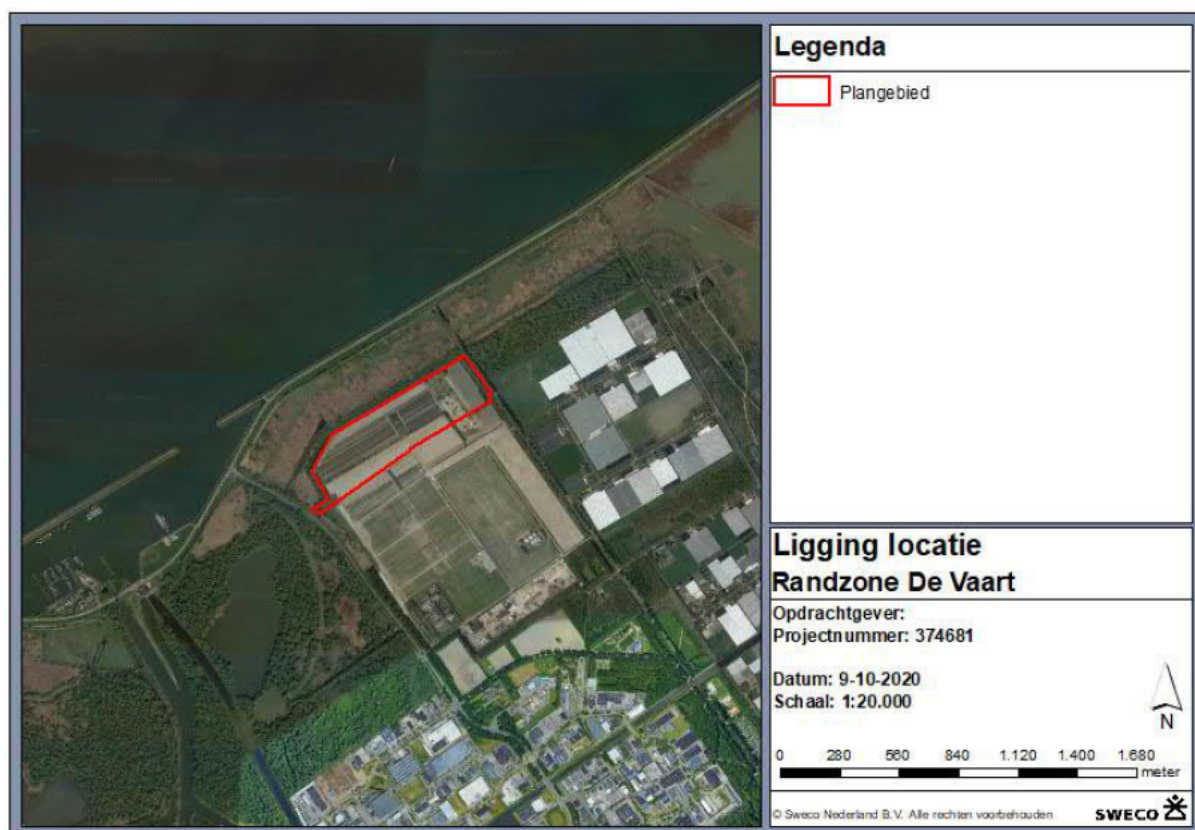 Legenda
Plangebied
Ligging locatie
Randzone De Vaart
Opdrachtgever:
Projectnummer: 374681
Datum: 9-10-2020
Schaal: 1:20.000
N
0 280 560 840 1.120 1.400 1.680
meter
© Sweco Nederland B.V. Alle rechten voorbehouden
SWECO